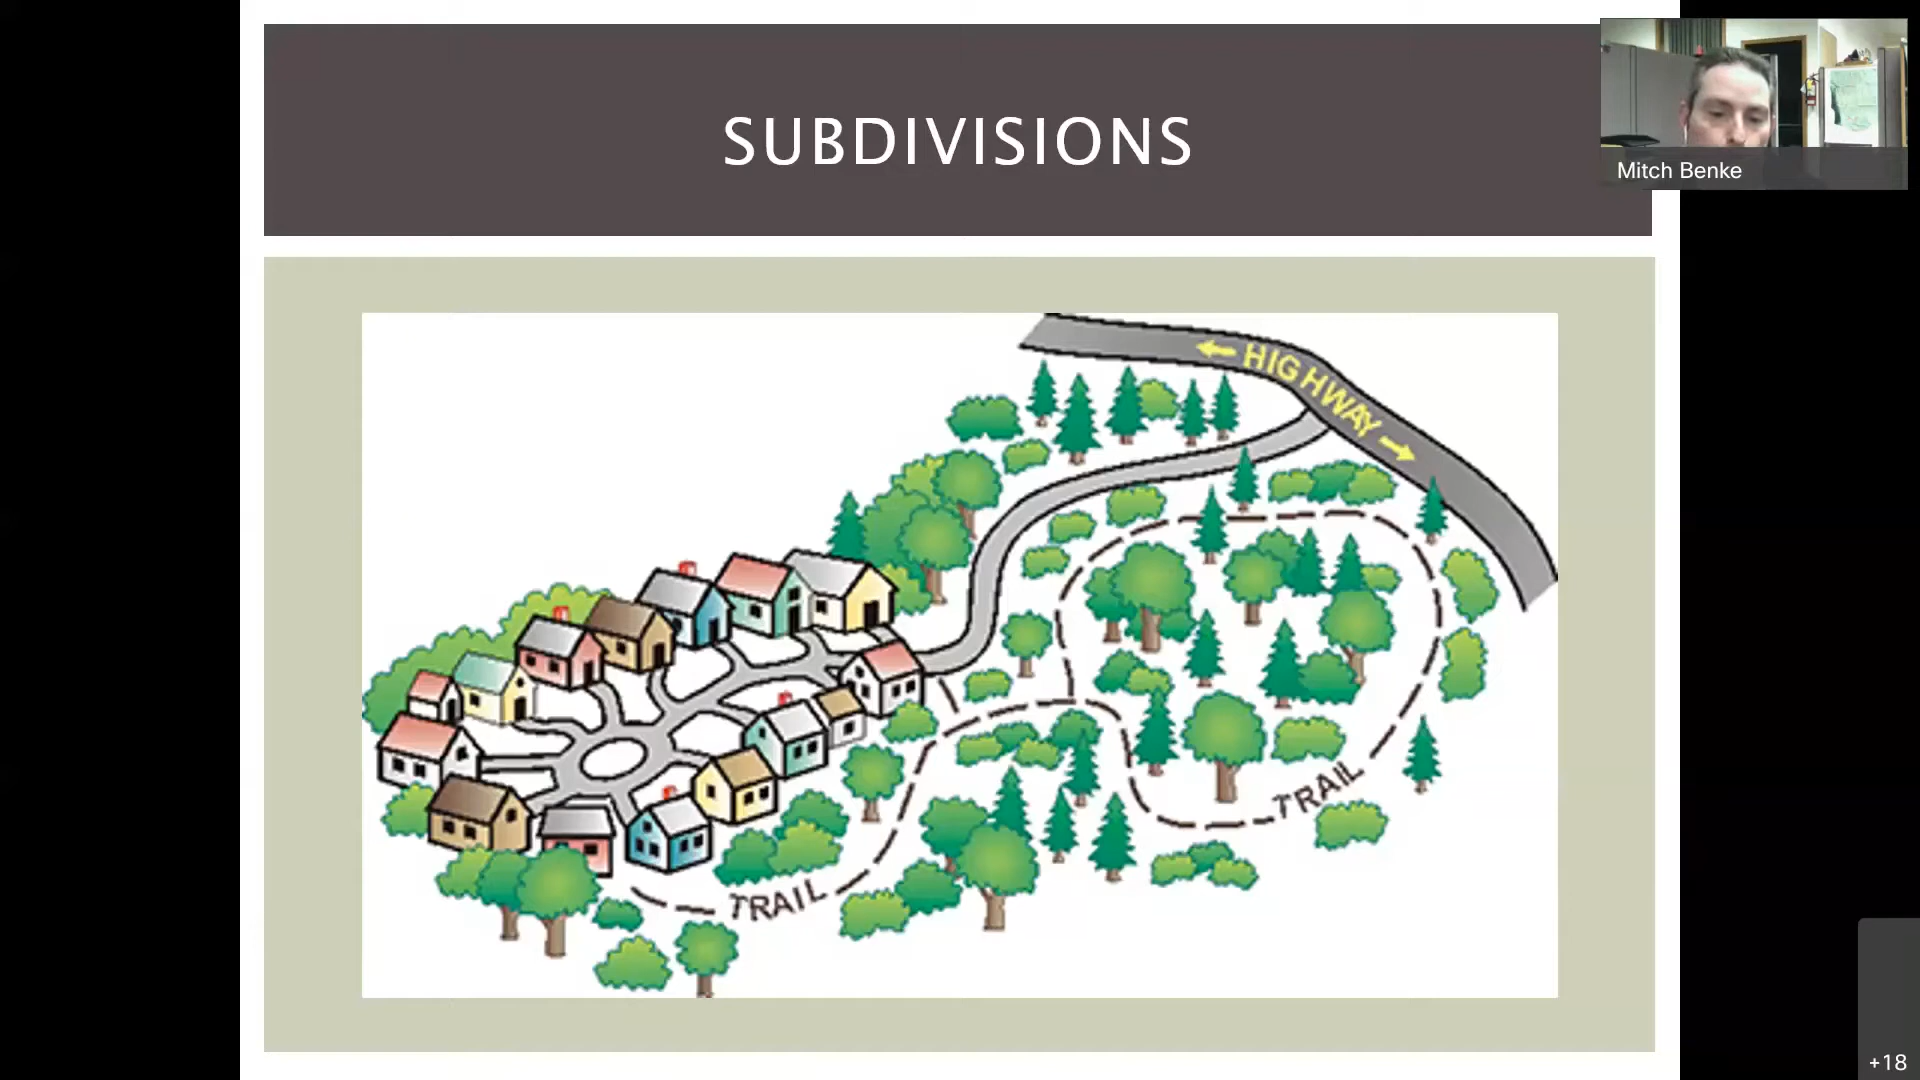 SUBDIVISIONS
Mitch Benke
← HIGHWAY →
TRAIL
TRAIL
+18